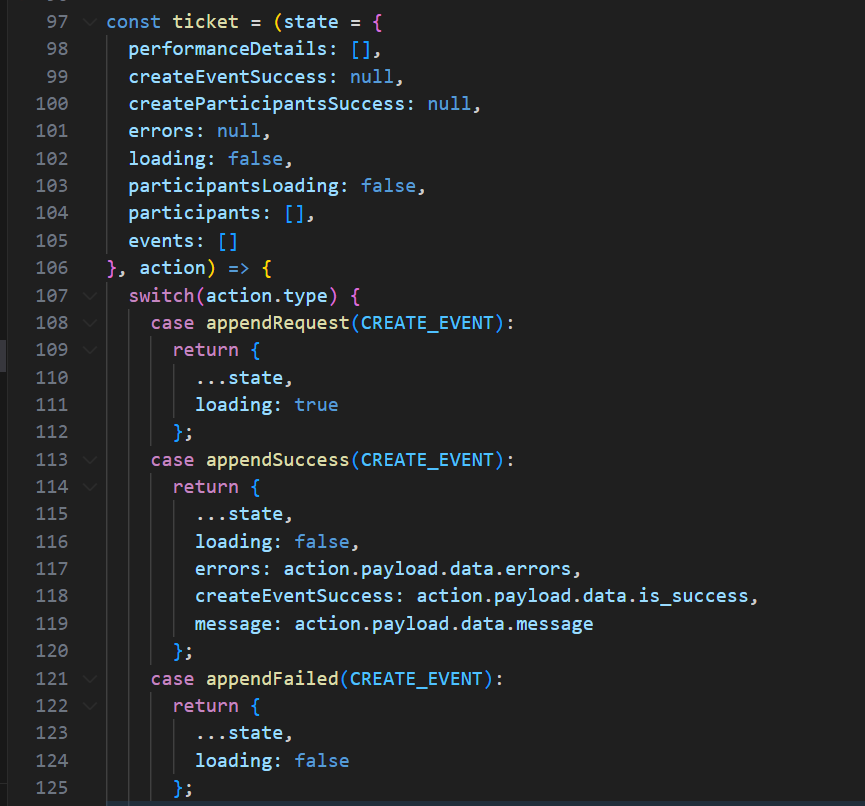 97 const ticket = (state = {
98 performanceDetails: [],
99 createEventSuccess: null,
100 createParticipantsSuccess: null,
101 errors: null,
102 loading: false,
103 participantsLoading: false,
104 participants: [],
105 events: []
106 }, action) => {
107 switch(action.type) {
108 case appendRequest(CREATE_EVENT):
109 return {
110 ...state,
111 loading: true
112 };
113 case appendSuccess(CREATE_EVENT):
114 return {
115 ...state,
116 loading: false,
117 errors: action.payload.data.errors,
118 createEventSuccess: action.payload.data.is_success,
119 message: action.payload.data.message
120 };
121 case appendFailed(CREATE_EVENT):
122 return {
123 ...state,
124 loading: false
125 };